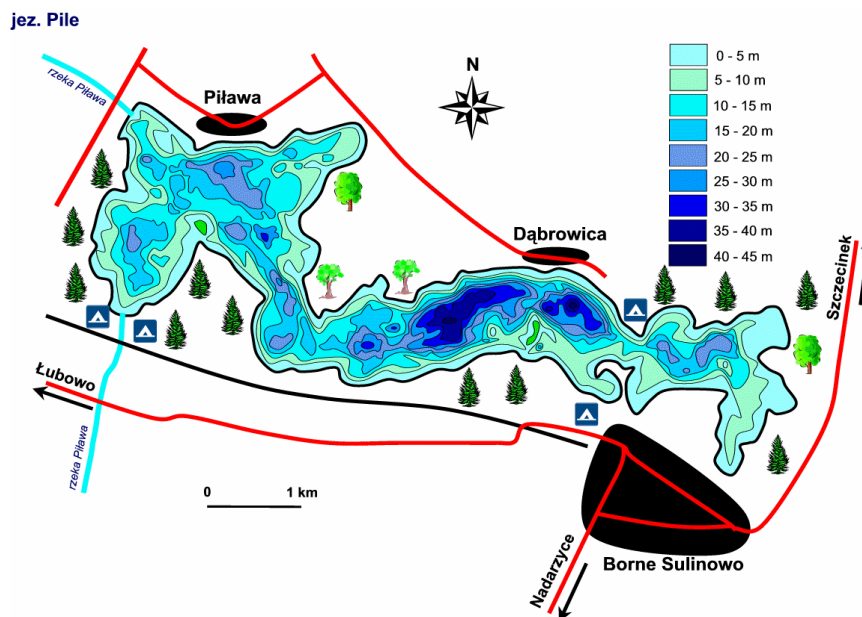 jez. Pile
rzeka Piława
Piława
N
0 - 5 m
5 - 10 m
10 - 15 m
15 - 20 m
20 - 25 m
25 - 30 m
30 - 35 m
35 - 40 m
40 - 45 m
Dąbrowica
Szczecinek
Łubowo
rzeka Piława
0 1 km
Nadarzyce
Borne Sulinowo